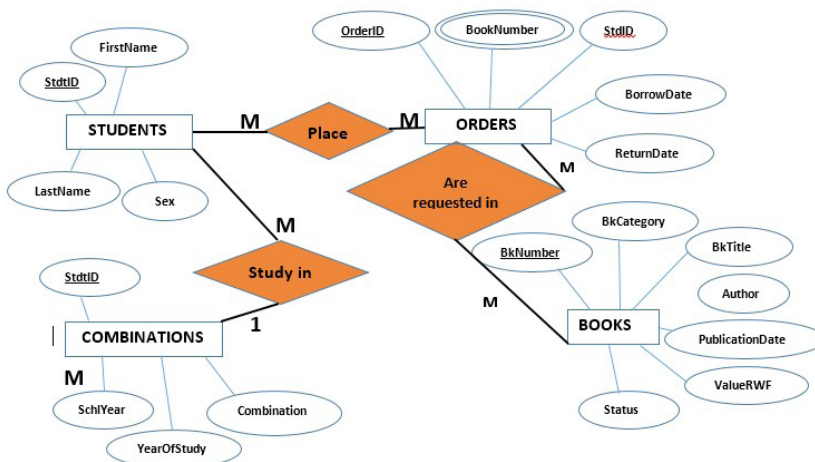 FirstName
OrderID
BookNumber
StdID
StdtID
BorrowDate
M
M
STUDENTS
Place
ORDERS
ReturnDate
M
LastName
Sex
Are
requested in
M
BkCategory
BkTitle
BkNumber
StdtID
Study in
Author
M
1
COMBINATIONS
BOOKS
PublicationDate
M
ValueRWF
SchlYear
Combination
Status
YearOfStudy